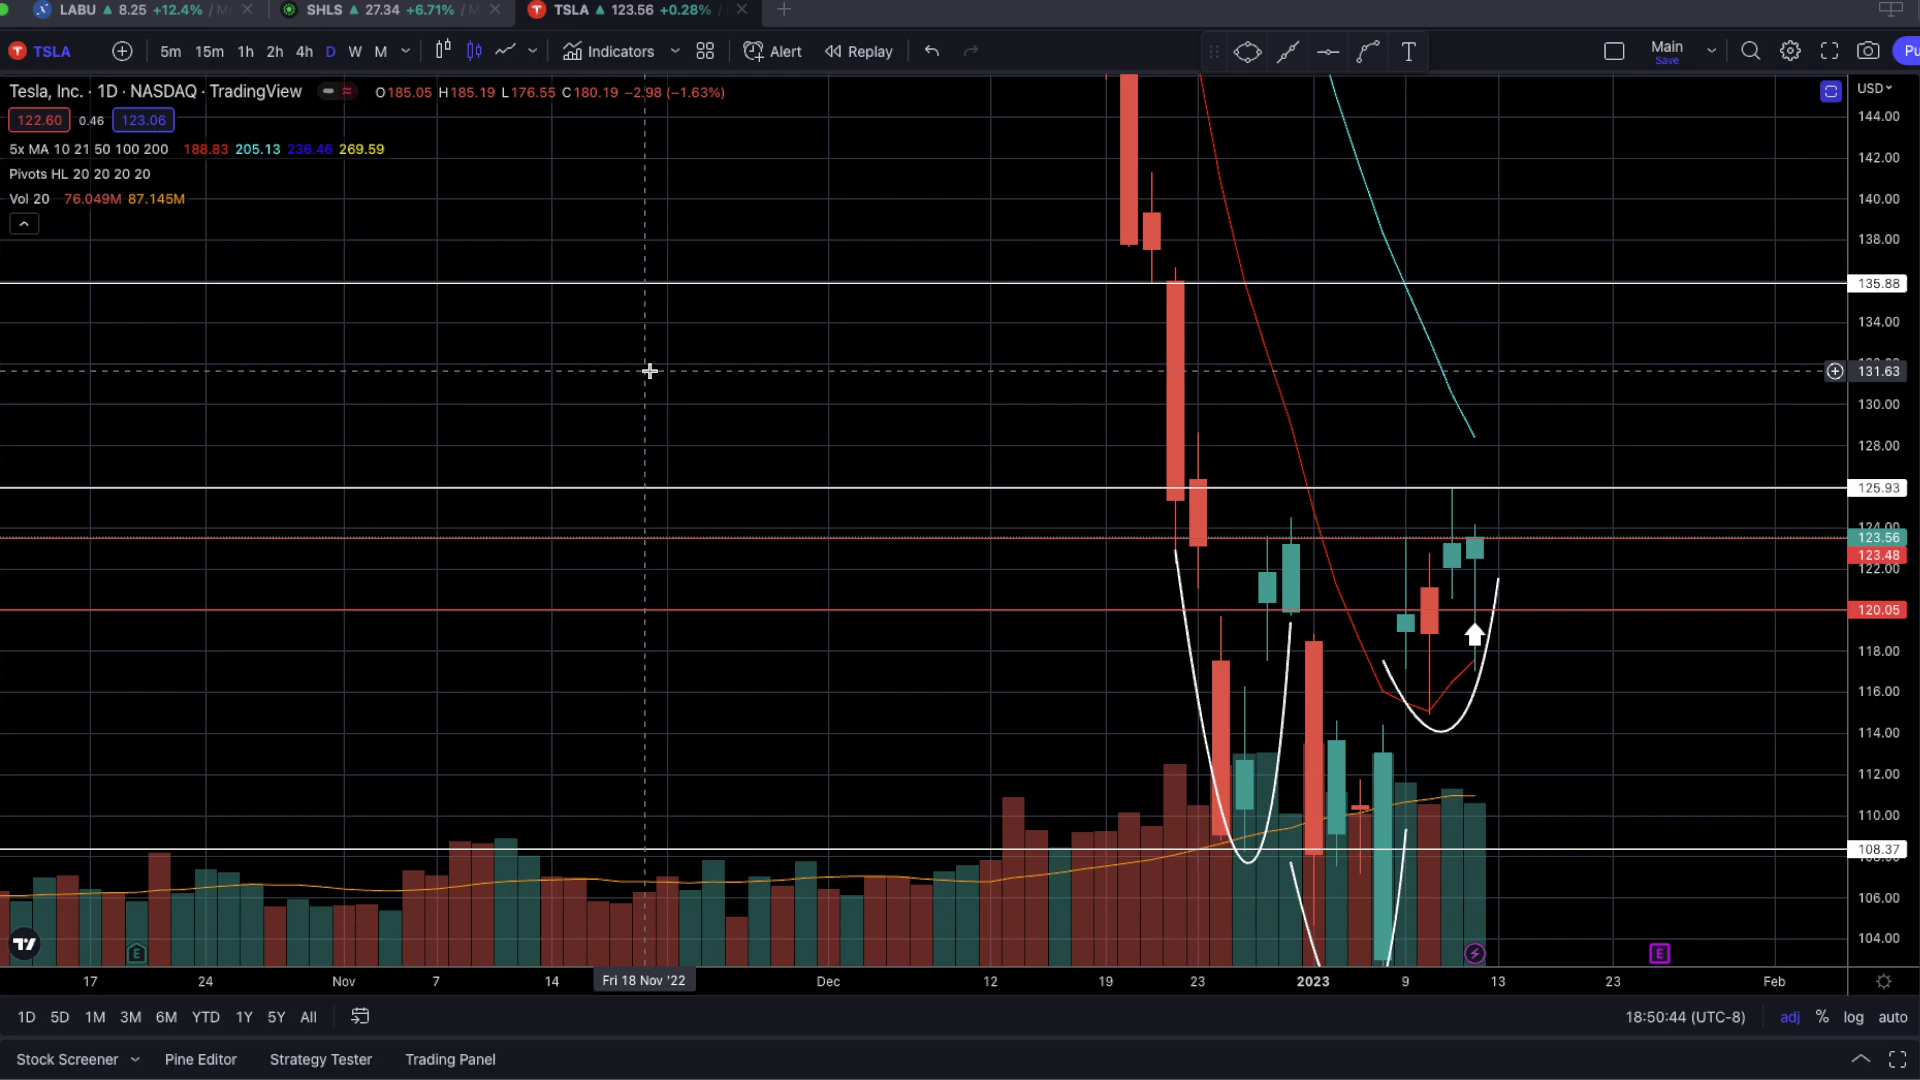 LABU ▲ 8.25 +12.4% / SHLS ▲ 27.34 +6.71% / TSLA ▲ 123.56 +0.28% /
TSLA 5m 15m 1h 2h 4h D W M Indicators Alert Replay T Main Save Pu
Tesla, Inc. · 1D · NASDAQ · TradingView O185.05 H185.19 L176.55 C180.19 −2.98 (−1.63%)
USD
122.60 0.46 123.06
5x MA 10 21 50 100 200 188.83 205.13 236.46 269.59
Pivots HL 20 20 20 20
Vol 20 76.049M 87.145M
144.00
142.00
140.00
138.00
135.88
134.00
131.63
130.00
128.00
125.93
124.00
123.56
123.48
122.00
120.05
118.00
116.00
114.00
112.00
110.00
108.37
106.00
104.00
E E
17 24 Nov 7 14 Fri 18 Nov '22 Dec 12 19 23 2023 9 13 23 Feb
1D 5D 1M 3M 6M YTD 1Y 5Y All 18:50:44 (UTC-8) adj % log auto
Stock Screener Pine Editor Strategy Tester Trading Panel